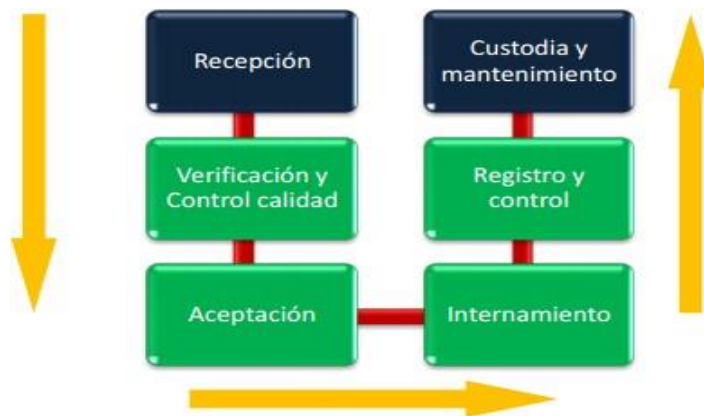 Recepción
Verificación y
Control calidad
Aceptación
Internamiento
Registro y
control
Custodia y
mantenimiento